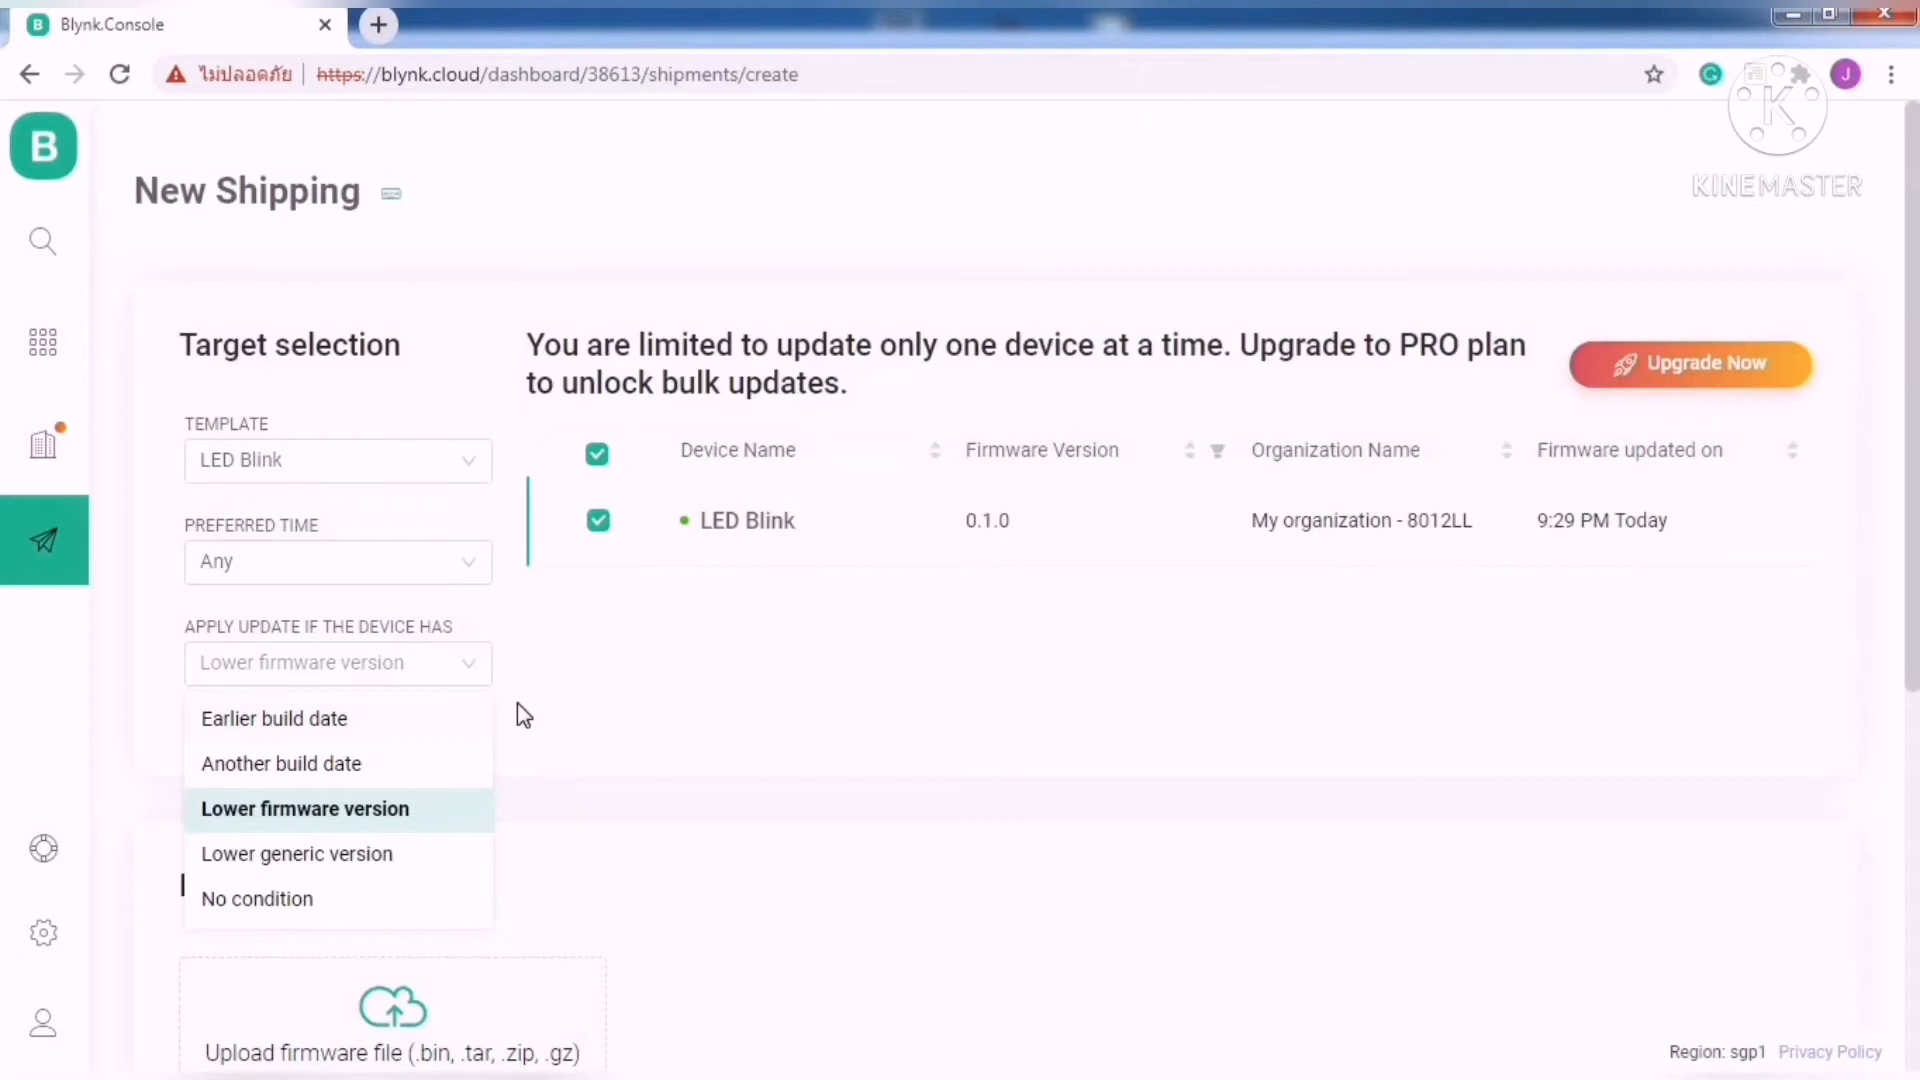 B Blynk.Console
ไม่ปลอดภัย https://blynk.cloud/dashboard/38613/shipments/create
G
J
B
K
KINEMASTER
New Shipping
Target selection
You are limited to update only one device at a time. Upgrade to PRO plan
to unlock bulk updates.
Upgrade Now
TEMPLATE
LED Blink
PREFERRED TIME
Any
APPLY UPDATE IF THE DEVICE HAS
Lower firmware version
Earlier build date
Another build date
Lower firmware version
Lower generic version
No condition
Device Name Firmware Version Organization Name Firmware updated on
LED Blink 0.1.0 My organization - 8012LL 9:29 PM Today
Upload firmware file (.bin, .tar, .zip, .gz)
Region: sgp1 Privacy Policy